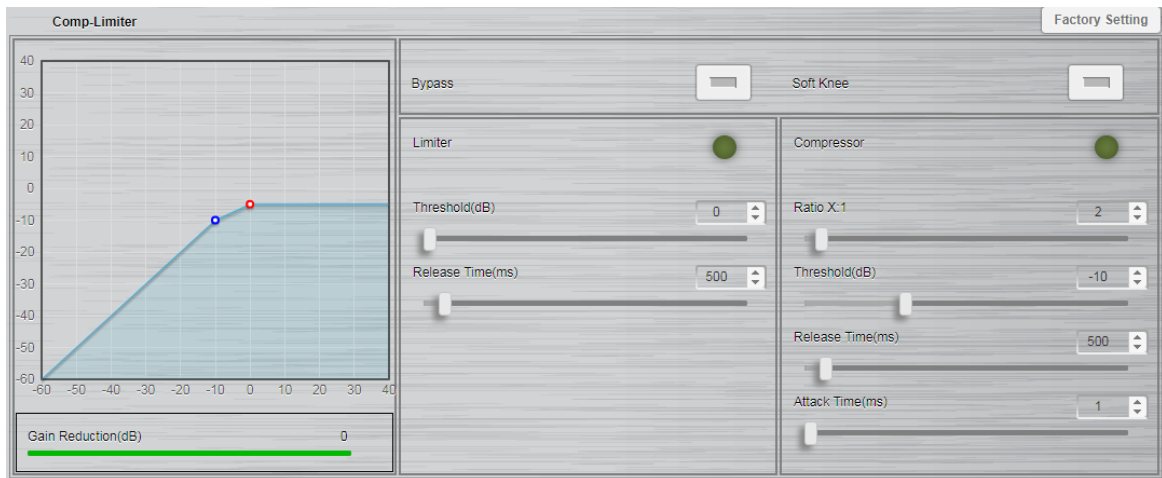 Comp-Limiter
Factory Setting
40
30
20
10
0
-10
-20
-30
-40
-50
-60
-60 -50 -40 -30 -20 -10 0 10 20 30 40
Gain Reduction(dB) 0
Bypass
Soft Knee
Limiter
Threshold(dB) 0
Release Time(ms) 500
Compressor
Ratio X:1 2
Threshold(dB) -10
Release Time(ms) 500
Attack Time(ms) 1